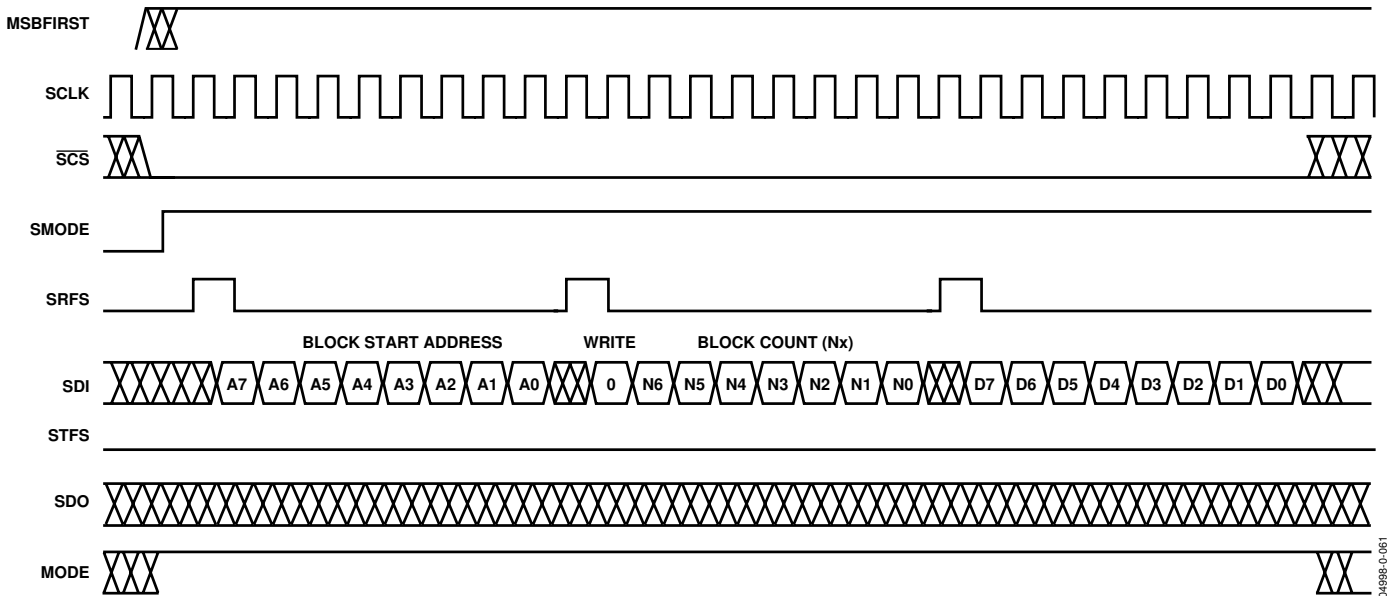 MSBFIRST
SCLK
SCS
SMODE
SRFS
BLOCK START ADDRESS WRITE BLOCK COUNT (Nx)
SDI A7 A6 A5 A4 A3 A2 A1 A0 0 N6 N5 N4 N3 N2 N1 N0 D7 D6 D5 D4 D3 D2 D1 D0
STFS
SDO
MODE
04998-0-061